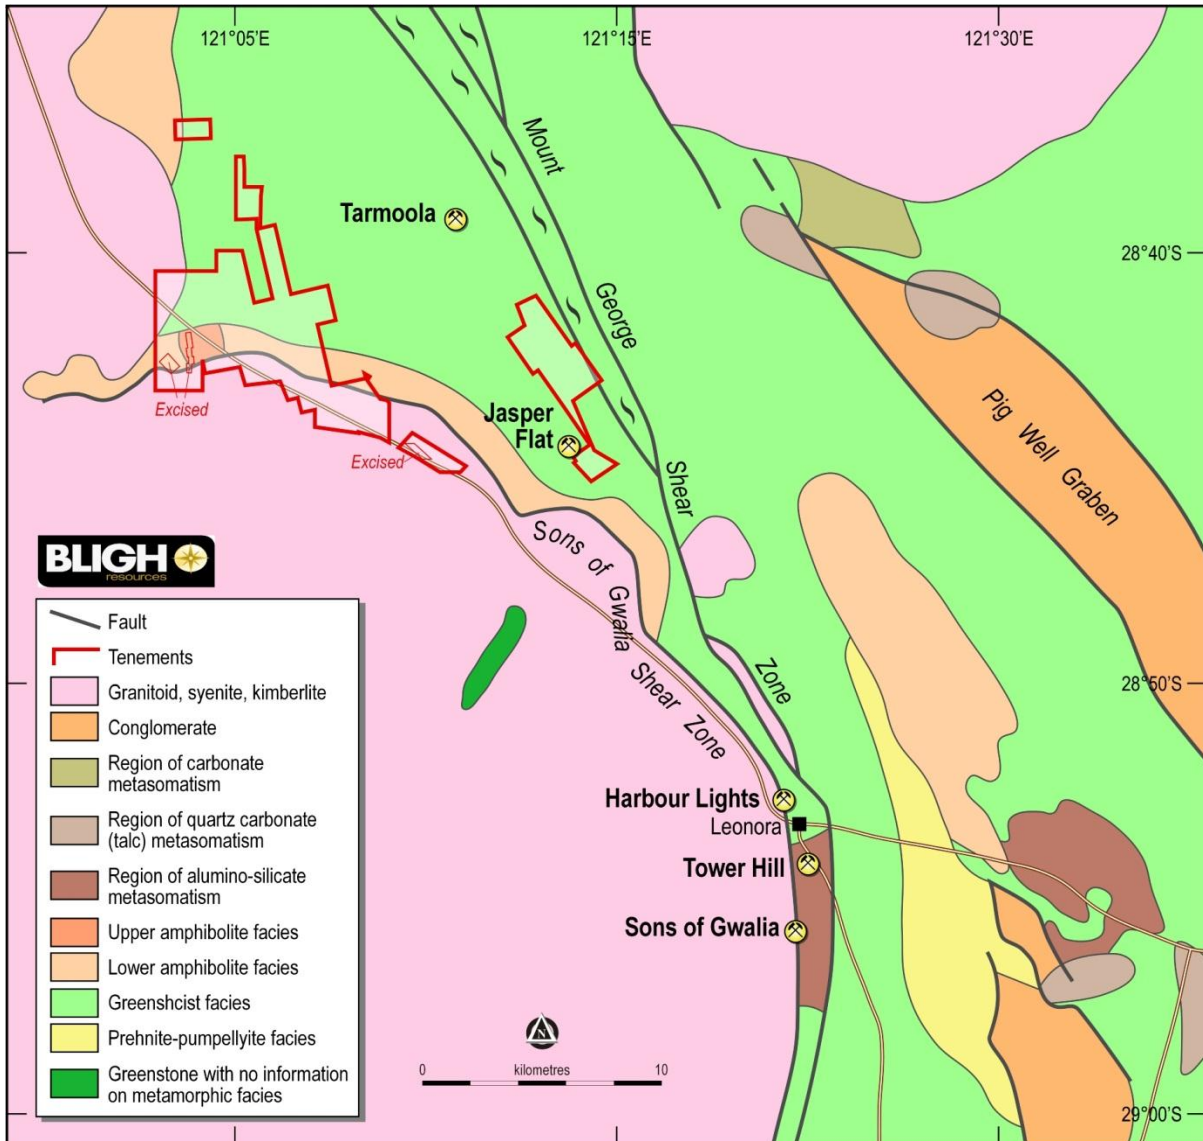 121°05'E
121°15'E
121°30'E
Mount
Tarmoola
28°40'S
George
Excised
Jasper
Flat
Pig Well Graben
Excised
Shear
Sons of Gwalia
Shear Zone
Zone
BLIGH
resources
Fault
Tenements
Granitoid, syenite, kimberlite
Conglomerate
Region of carbonate
metasomatism
Region of quartz carbonate
(talc) metasomatism
Region of alumino-silicate
metasomatism
Upper amphibolite facies
Lower amphibolite facies
Greenshcist facies
Prehnite-pumpellyite facies
Greenstone with no information
on metamorphic facies
28°50'S
Harbour Lights
Leonora
Tower Hill
Sons of Gwalia
N
0 kilometres 10
29°00'S